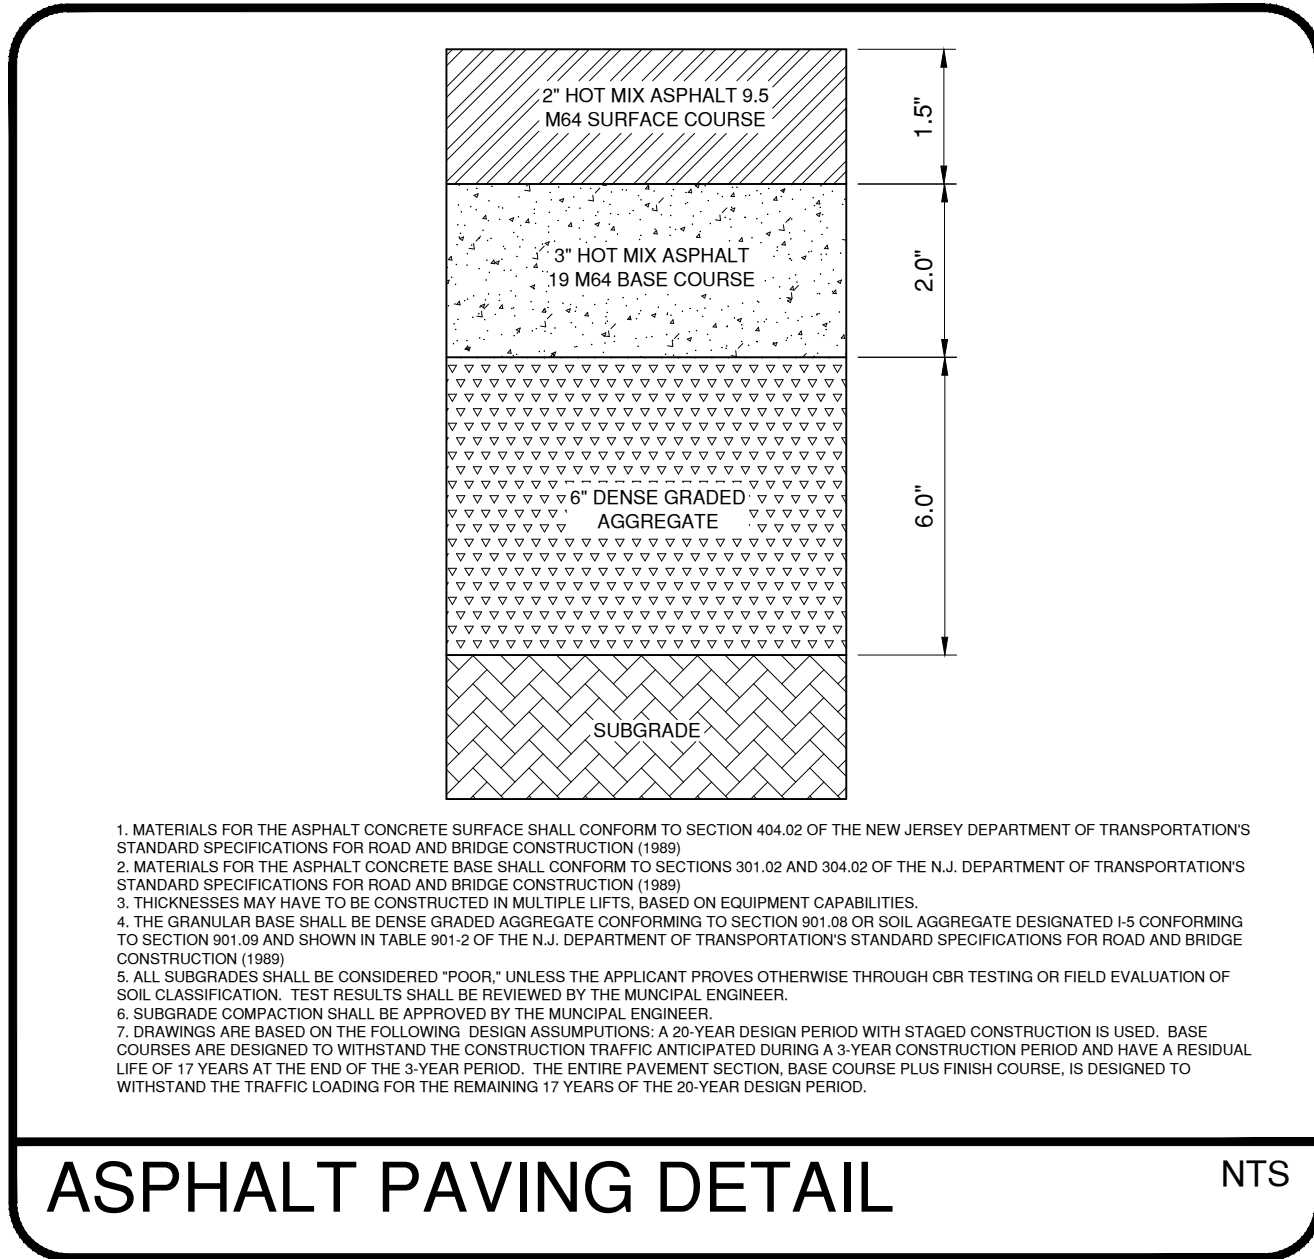 2" HOT MIX ASPHALT 9.5
M64 SURFACE COURSE
1.5"
3" HOT MIX ASPHALT
19 M64 BASE COURSE
2.0"
6" DENSE GRADED
AGGREGATE
6.0"
SUBGRADE
1. MATERIALS FOR THE ASPHALT CONCRETE SURFACE SHALL CONFORM TO SECTION 404.02 OF THE NEW JERSEY DEPARTMENT OF TRANSPORTATION'S
STANDARD SPECIFICATIONS FOR ROAD AND BRIDGE CONSTRUCTION (1989)
2. MATERIALS FOR THE ASPHALT CONCRETE BASE SHALL CONFORM TO SECTIONS 301.02 AND 304.02 OF THE N.J. DEPARTMENT OF TRANSPORTATION'S
STANDARD SPECIFICATIONS FOR ROAD AND BRIDGE CONSTRUCTION (1989)
3. THICKNESSES MAY HAVE TO BE CONSTRUCTED IN MULTIPLE LIFTS, BASED ON EQUIPMENT CAPABILITIES.
4. THE GRANULAR BASE SHALL BE DENSE GRADED AGGREGATE CONFORMING TO SECTION 901.08 OR SOIL AGGREGATE DESIGNATED I-5 CONFORMING
TO SECTION 901.09 AND SHOWN IN TABLE 901-2 OF THE N.J. DEPARTMENT OF TRANSPORTATION'S STANDARD SPECIFICATIONS FOR ROAD AND BRIDGE
CONSTRUCTION (1989)
5. ALL SUBGRADES SHALL BE CONSIDERED "POOR," UNLESS THE APPLICANT PROVES OTHERWISE THROUGH CBR TESTING OR FIELD EVALUATION OF
SOIL CLASSIFICATION. TEST RESULTS SHALL BE REVIEWED BY THE MUNCIPAL ENGINEER.
6. SUBGRADE COMPACTION SHALL BE APPROVED BY THE MUNCIPAL ENGINEER.
7. DRAWINGS ARE BASED ON THE FOLLOWING DESIGN ASSUMPUTIONS: A 20-YEAR DESIGN PERIOD WITH STAGED CONSTRUCTION IS USED. BASE
COURSES ARE DESIGNED TO WITHSTAND THE CONSTRUCTION TRAFFIC ANTICIPATED DURING A 3-YEAR CONSTRUCTION PERIOD AND HAVE A RESIDUAL
LIFE OF 17 YEARS AT THE END OF THE 3-YEAR PERIOD. THE ENTIRE PAVEMENT SECTION, BASE COURSE PLUS FINISH COURSE, IS DESIGNED TO
WITHSTAND THE TRAFFIC LOADING FOR THE REMAINING 17 YEARS OF THE 20-YEAR DESIGN PERIOD.
ASPHALT PAVING DETAIL
NTS